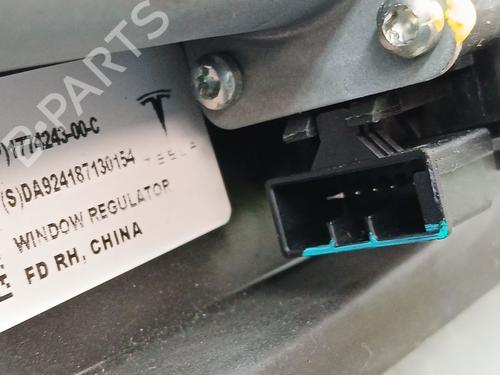 )1774243-00-C
(S)DA924187130154
TESLA
WINDOW REGULATOR
FD RH, CHINA
B-PARTS